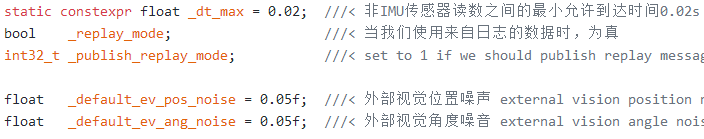 static constexpr float _dt_max = 0.02; ///< 非IMU传感器读数之间的最小允许到达时间0.02s
bool _replay_mode; ///< 当我们使用来自日志的数据时，为真
int32_t _publish_replay_mode; ///< set to 1 if we should publish replay messag
float _default_ev_pos_noise = 0.05f; ///< 外部视觉位置噪声 external vision position n
float _default_ev_ang_noise = 0.05f; ///< 外部视觉角度噪音 external vision angle nois